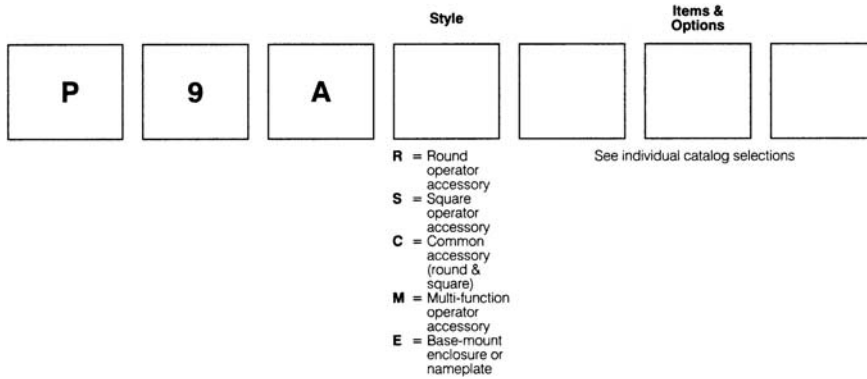 Style
Items &
Options
P 9 A
R = Round
operator
accessory
S = Square
operator
accessory
C = Common
accessory
(round &
square)
M = Multi-function
operator
accessory
E = Base-mount
enclosure or
nameplate
See individual catalog selections